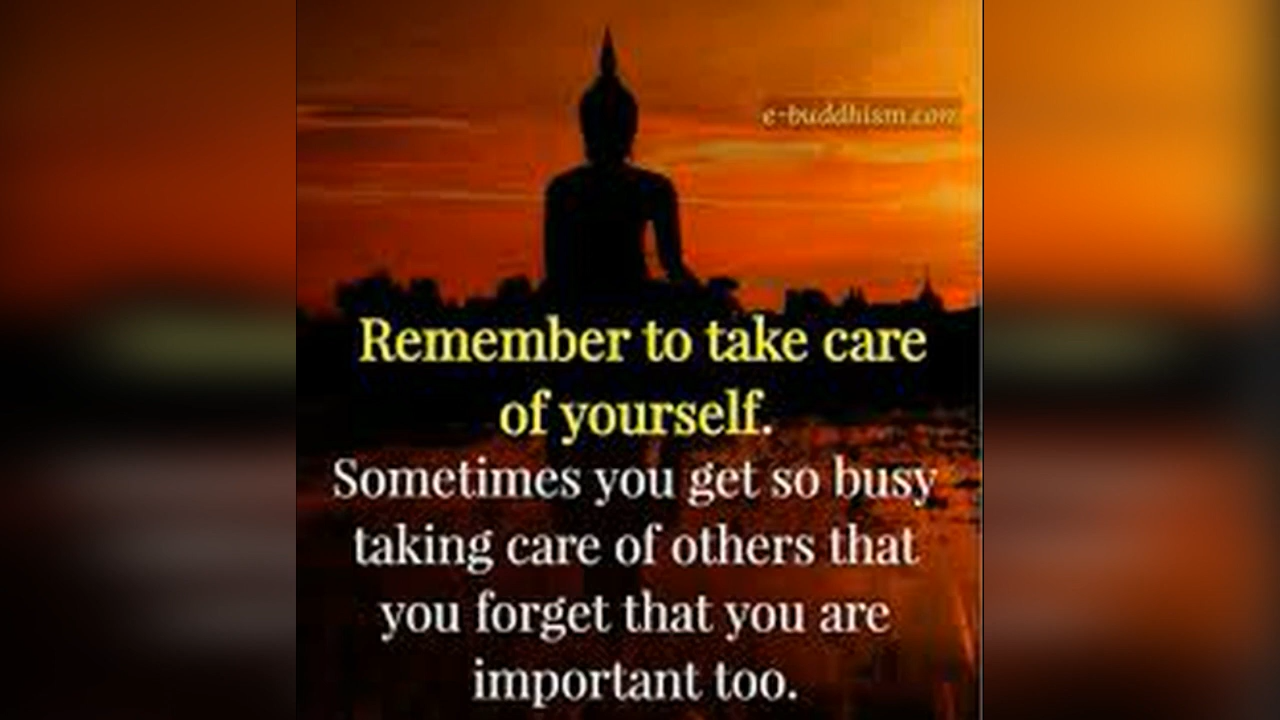 e-buddhism.com
Remember to take care
of yourself.
Sometimes you get so busy
taking care of others that
you forget that you are
important too.